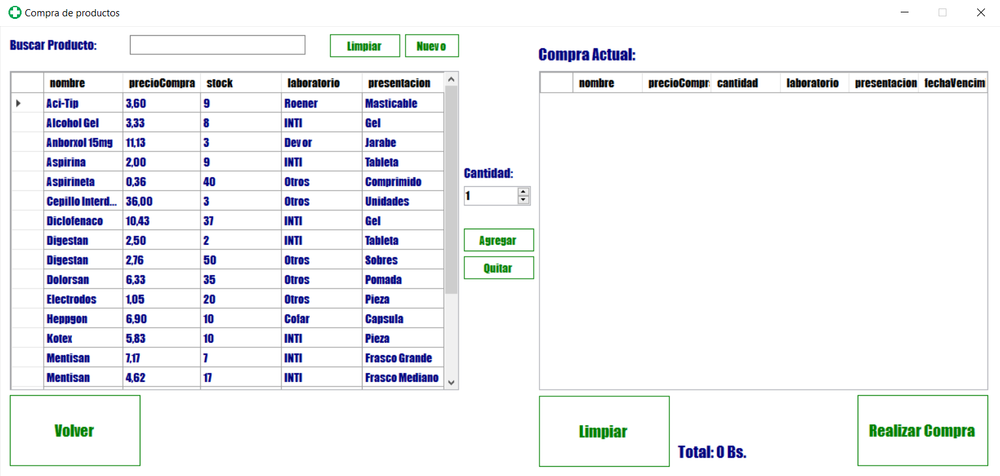 Compra de productos
Buscar Producto: Limpiar Nuevo
nombre precioCompra stock laboratorio presentacion
Aci-Tip 3,60 9 Roener Masticable
Alcohol Gel 3,33 8 INTI Gel
Anborxol 15mg 11,13 3 Devor Jarabe
Aspirina 2,00 9 INTI Tableta
Aspirineta 0,36 40 Otros Comprimido
Cepillo Interd... 36,00 3 Otros Unidades
Diclofenaco 10,43 37 INTI Gel
Digestan 2,50 2 INTI Tableta
Digestan 2,76 50 Otros Sobres
Dolorsan 6,33 35 Otros Pomada
Electrodos 1,05 20 Otros Pieza
Heppgon 6,90 10 Cofar Capsula
Kotex 5,83 10 INTI Pieza
Mentisan 7,17 7 INTI Frasco Grande
Mentisan 4,62 17 INTI Frasco Mediano
Volver
Cantidad:
1
Agregar
Quitar
Compra Actual:
nombre precioCompr cantidad laboratorio presentacion fechaVencimi
Limpiar
Total: 0 Bs.
Realizar Compra